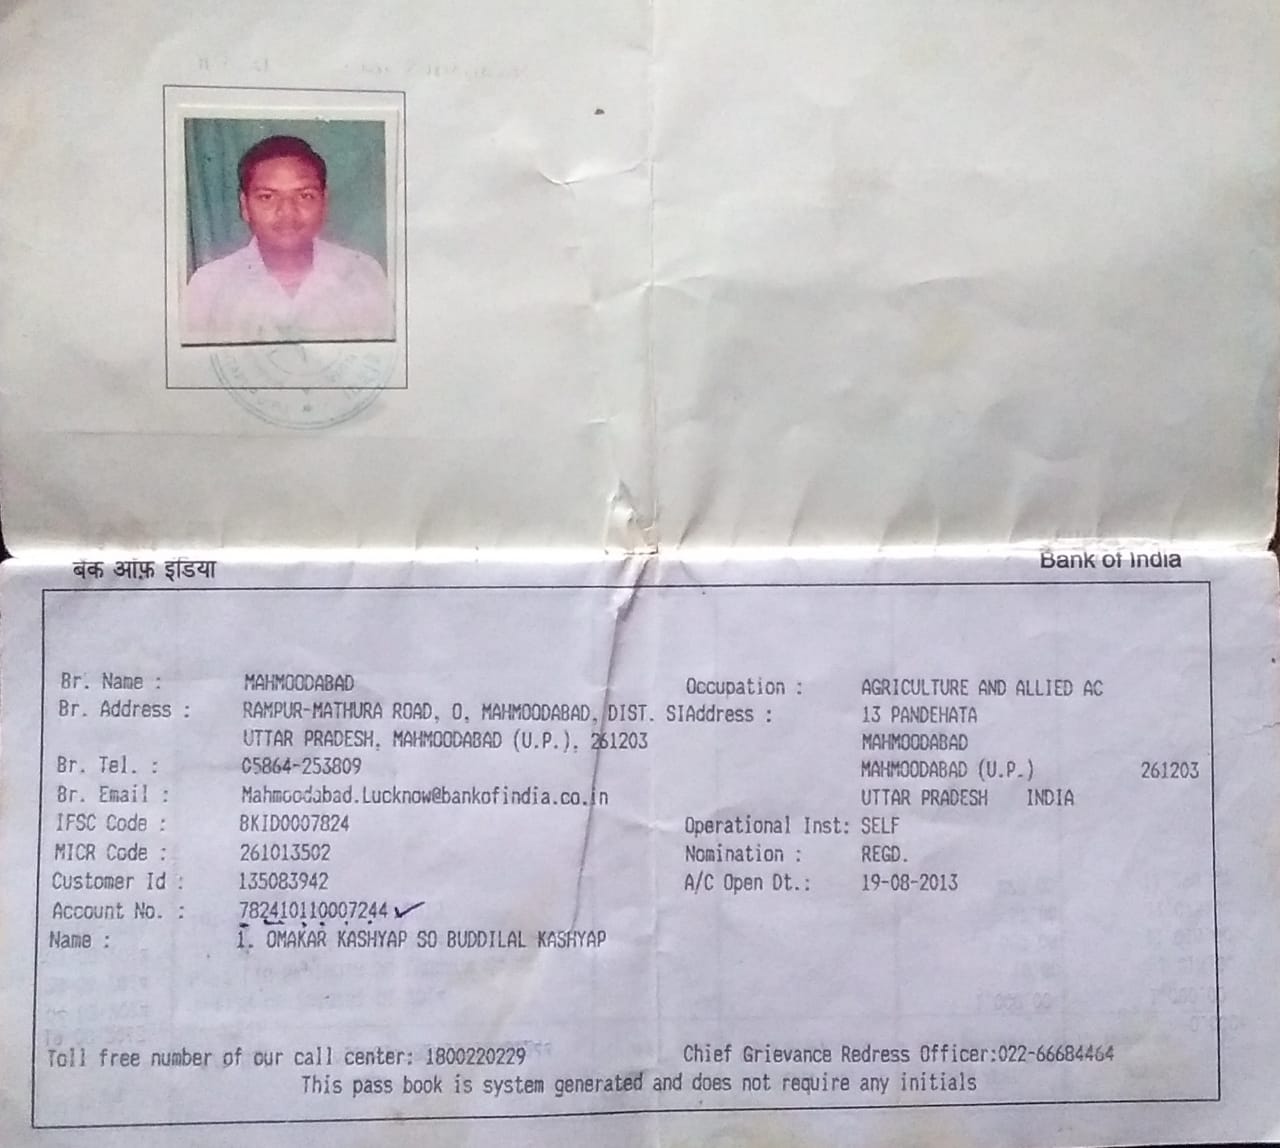 बैंक ऑफ़ इंडिया
Bank of India
Br. Name : MAHMOODABAD
Br. Address : RAMPUR-MATHURA ROAD, O, MAHMOODABAD, DIST. SI
UTTAR PRADESH, MAHMOODABAD (U.P.), 261203
Br. Tel. : 05864-253809
Br. Email : Mahmoodabad.Lucknow@bankofindia.co.in
IFSC Code : BKID0007824
MICR Code : 261013502
Customer Id : 135083942
Account No. : 782410110007244
Name : 1. OMAKAR KASHYAP SO BUDDILAL KASHYAP
Occupation : AGRICULTURE AND ALLIED AC
Address : 13 PANDEHATA
MAHMOODABAD
MAHMOODABAD (U.P.) 261203
UTTAR PRADESH INDIA
Operational Inst: SELF
Nomination : REGD.
A/C Open Dt.: 19-08-2013
Toll free number of our call center: 1800220229
Chief Grievance Redress Officer:022-66684464
This pass book is system generated and does not require any initials